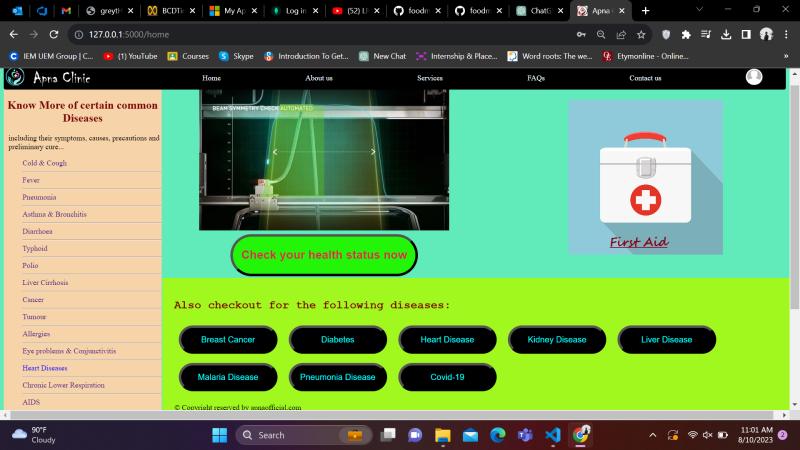 greytH
BCDTi
My Ap
Log in
(52) Ll
foodm
foodm
ChatG
Apna C
127.0.0.1:5000/home
IEM UEM Group | C...
(1) YouTube
Courses
Skype
Introduction To Get...
New Chat
Internship & Place...
Word roots: The we...
Etymonline - Onlin...
Apna Clinic
Home
About us
Services
FAQs
Contact us
Know More of certain common
Diseases
including their symptoms, causes, precautions and
preliminary cure...
Cold & Cough
Fever
Pneumonia
Asthma & Bronchitis
Diarrhoea
Typhoid
Polio
Liver Cirrhosis
Cancer
Tumour
Allergies
Eye problems & Conjunctivitis
Heart Diseases
Chronic Lower Respiration
AIDS
BEAM SYMMETRY CHECK AUTOMATED
Check your health status now
First Aid
Also checkout for the following diseases:
Breast Cancer
Diabetes
Heart Disease
Kidney Disease
Liver Disease
Malaria Disease
Pneumonia Disease
Covid-19
© Copyright reserved by apnaofficial.com
90°F
Cloudy
Search
11:01 AM
8/10/2023
2